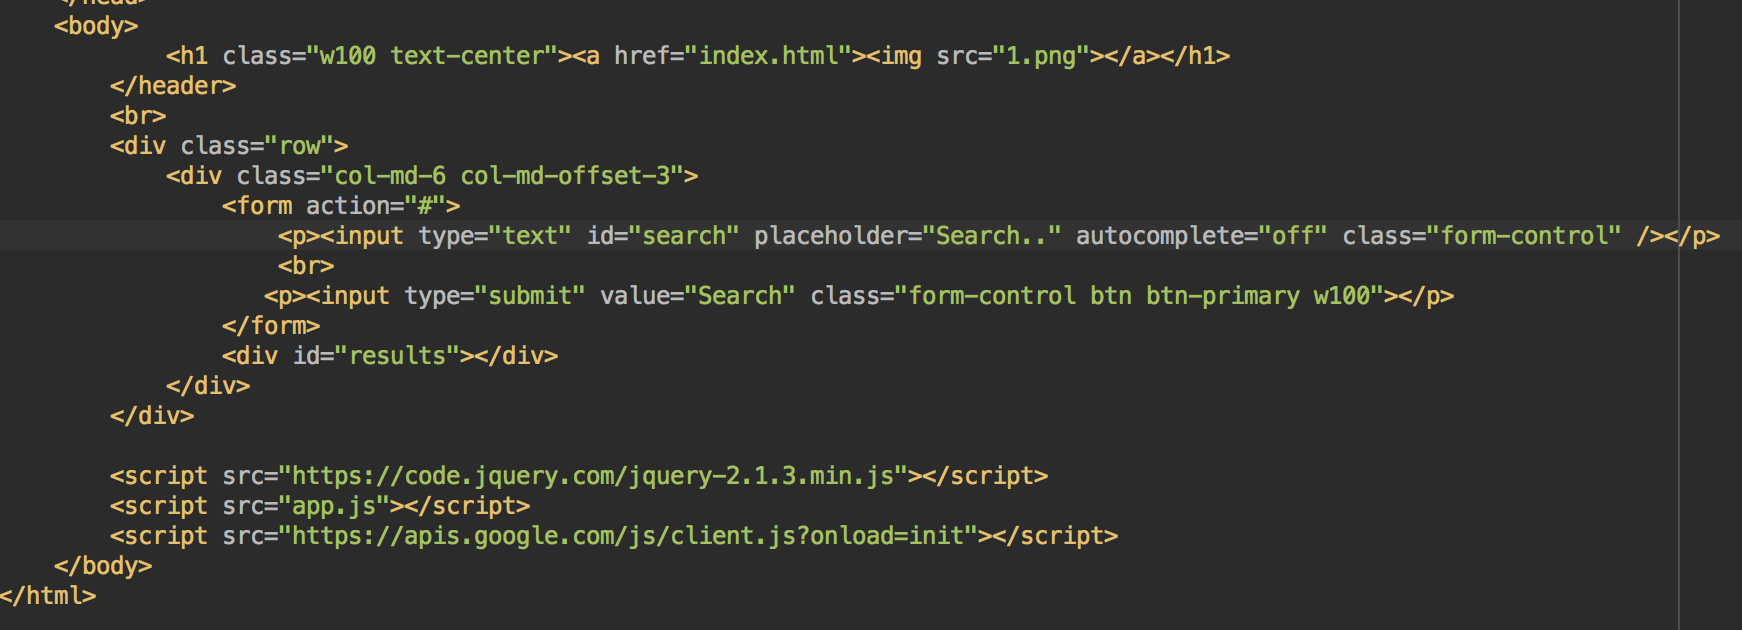 </head>
<body>
<h1 class="w100 text-center"><a href="index.html"><img src="1.png"></a></h1>
</header>
<br>
<div class="row">
<div class="col-md-6 col-md-offset-3">
<form action="#">
<p><input type="text" id="search" placeholder="Search.." autocomplete="off" class="form-control" /></p>
<br>
<p><input type="submit" value="Search" class="form-control btn btn-primary w100"></p>
</form>
<div id="results"></div>
</div>
</div>
<script src="https://code.jquery.com/jquery-2.1.3.min.js"></script>
<script src="app.js"></script>
<script src="https://apis.google.com/js/client.js?onload=init"></script>
</body>
</html>